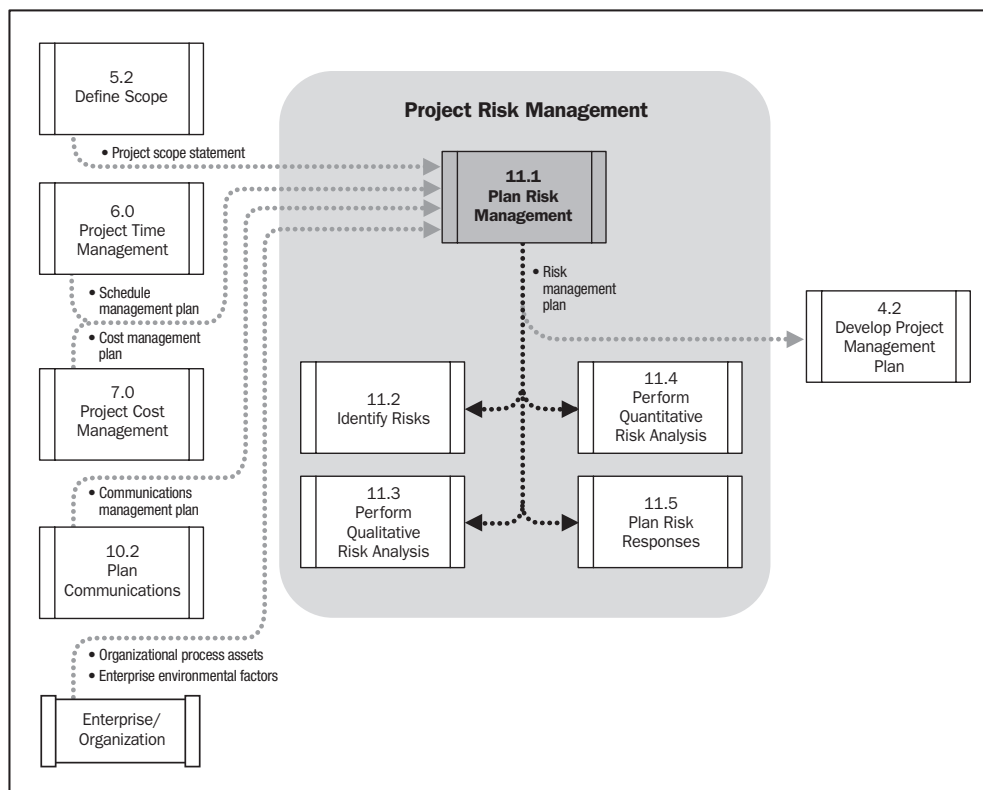 5.2
Define Scope
• Project scope statement
6.0
Project Time
Management
• Schedule
management plan
• Cost management
plan
7.0
Project Cost
Management
• Communications
management plan
10.2
Plan
Communications
• Organizational process assets
• Enterprise environmental factors
Enterprise/
Organization
Project Risk Management
11.1
Plan Risk
Management
• Risk
management
plan
11.2
Identify Risks
11.4
Perform
Quantitative
Risk Analysis
11.3
Perform
Qualitative
Risk Analysis
11.5
Plan Risk
Responses
4.2
Develop Project
Management
Plan